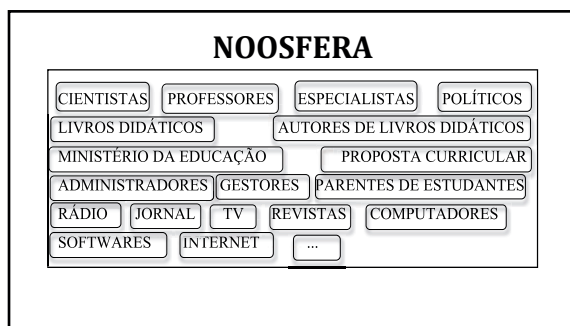 NOOSFERA
CIENTISTAS PROFESSORES ESPECIALISTAS POLÍTICOS
LIVROS DIDÁTICOS AUTORES DE LIVROS DIDÁTICOS
MINISTÉRIO DA EDUCAÇÃO PROPOSTA CURRICULAR
ADMINISTRADORES GESTORES PARENTES DE ESTUDANTES
RÁDIO JORNAL TV REVISTAS COMPUTADORES
SOFTWARES INTERNET ...